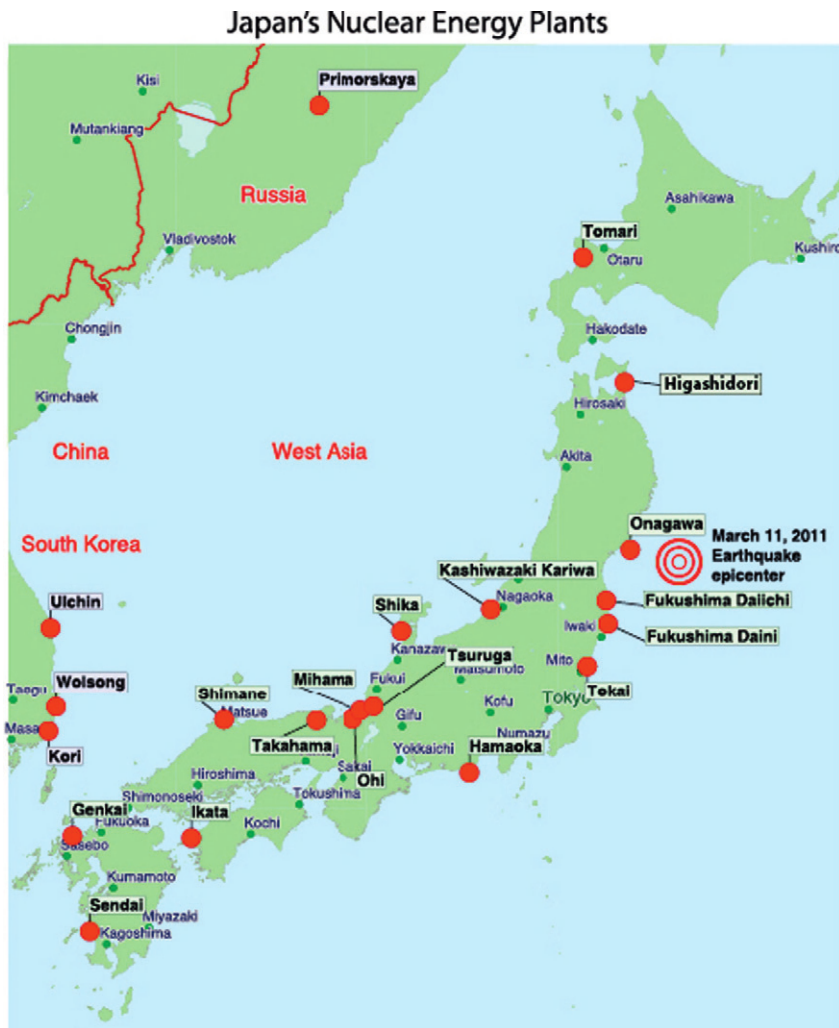 Japan's Nuclear Energy Plants
Kisi
Primorskaya
Mutankiang
Russia
Asahikawa
Vladivostok
Tomari
Otaru
Kushiro
Chongjin
Hakodate
Higashidori
Kimchaek
Hirosaki
China
West Asia
Akita
South Korea
Onagawa
March 11, 2011
Earthquake
epicenter
Kashiwazaki Kariwa
Ulchin
Shika
Nagaoka
Fukushima Daiichi
Iwaki
Fukushima Daini
Kanazawa
Tsuruga
Mito
Wolsong
Mihama
Fukui
Matsumoto
Tokai
Taegu
Shimane
Matsue
Kofu
Tokyo
Masa
Gifu
Numazu
Kori
Takahama
Yokkaichi
Hamaoka
Sakai
Ohi
Hiroshima
Shimonoseki
Tokushima
Genkai
Ikata
Fukuoka
Kochi
Sasebo
Kumamoto
Sendai
Miyazaki
Kagoshima